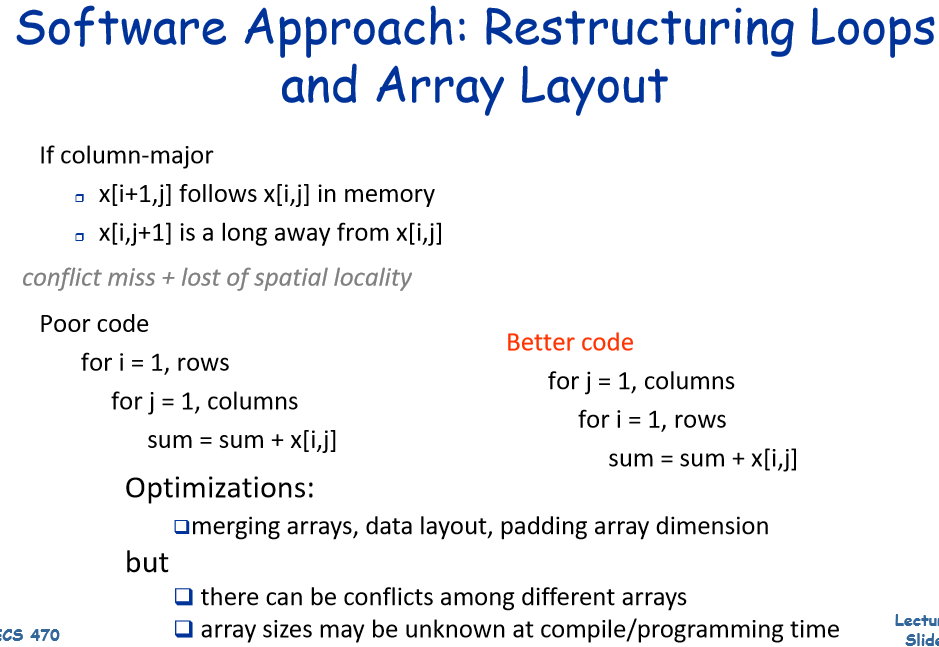 Software Approach: Restructuring Loops
and Array Layout
If column-major
x[i+1,j] follows x[i,j] in memory
x[i,j+1] is a long away from x[i,j]
conflict miss + lost of spatial locality
Poor code
for i = 1, rows
for j = 1, columns
sum = sum + x[i,j]
Better code
for j = 1, columns
for i = 1, rows
sum = sum + x[i,j]
Optimizations:
merging arrays, data layout, padding array dimension
but
there can be conflicts among different arrays
array sizes may be unknown at compile/programming time
470